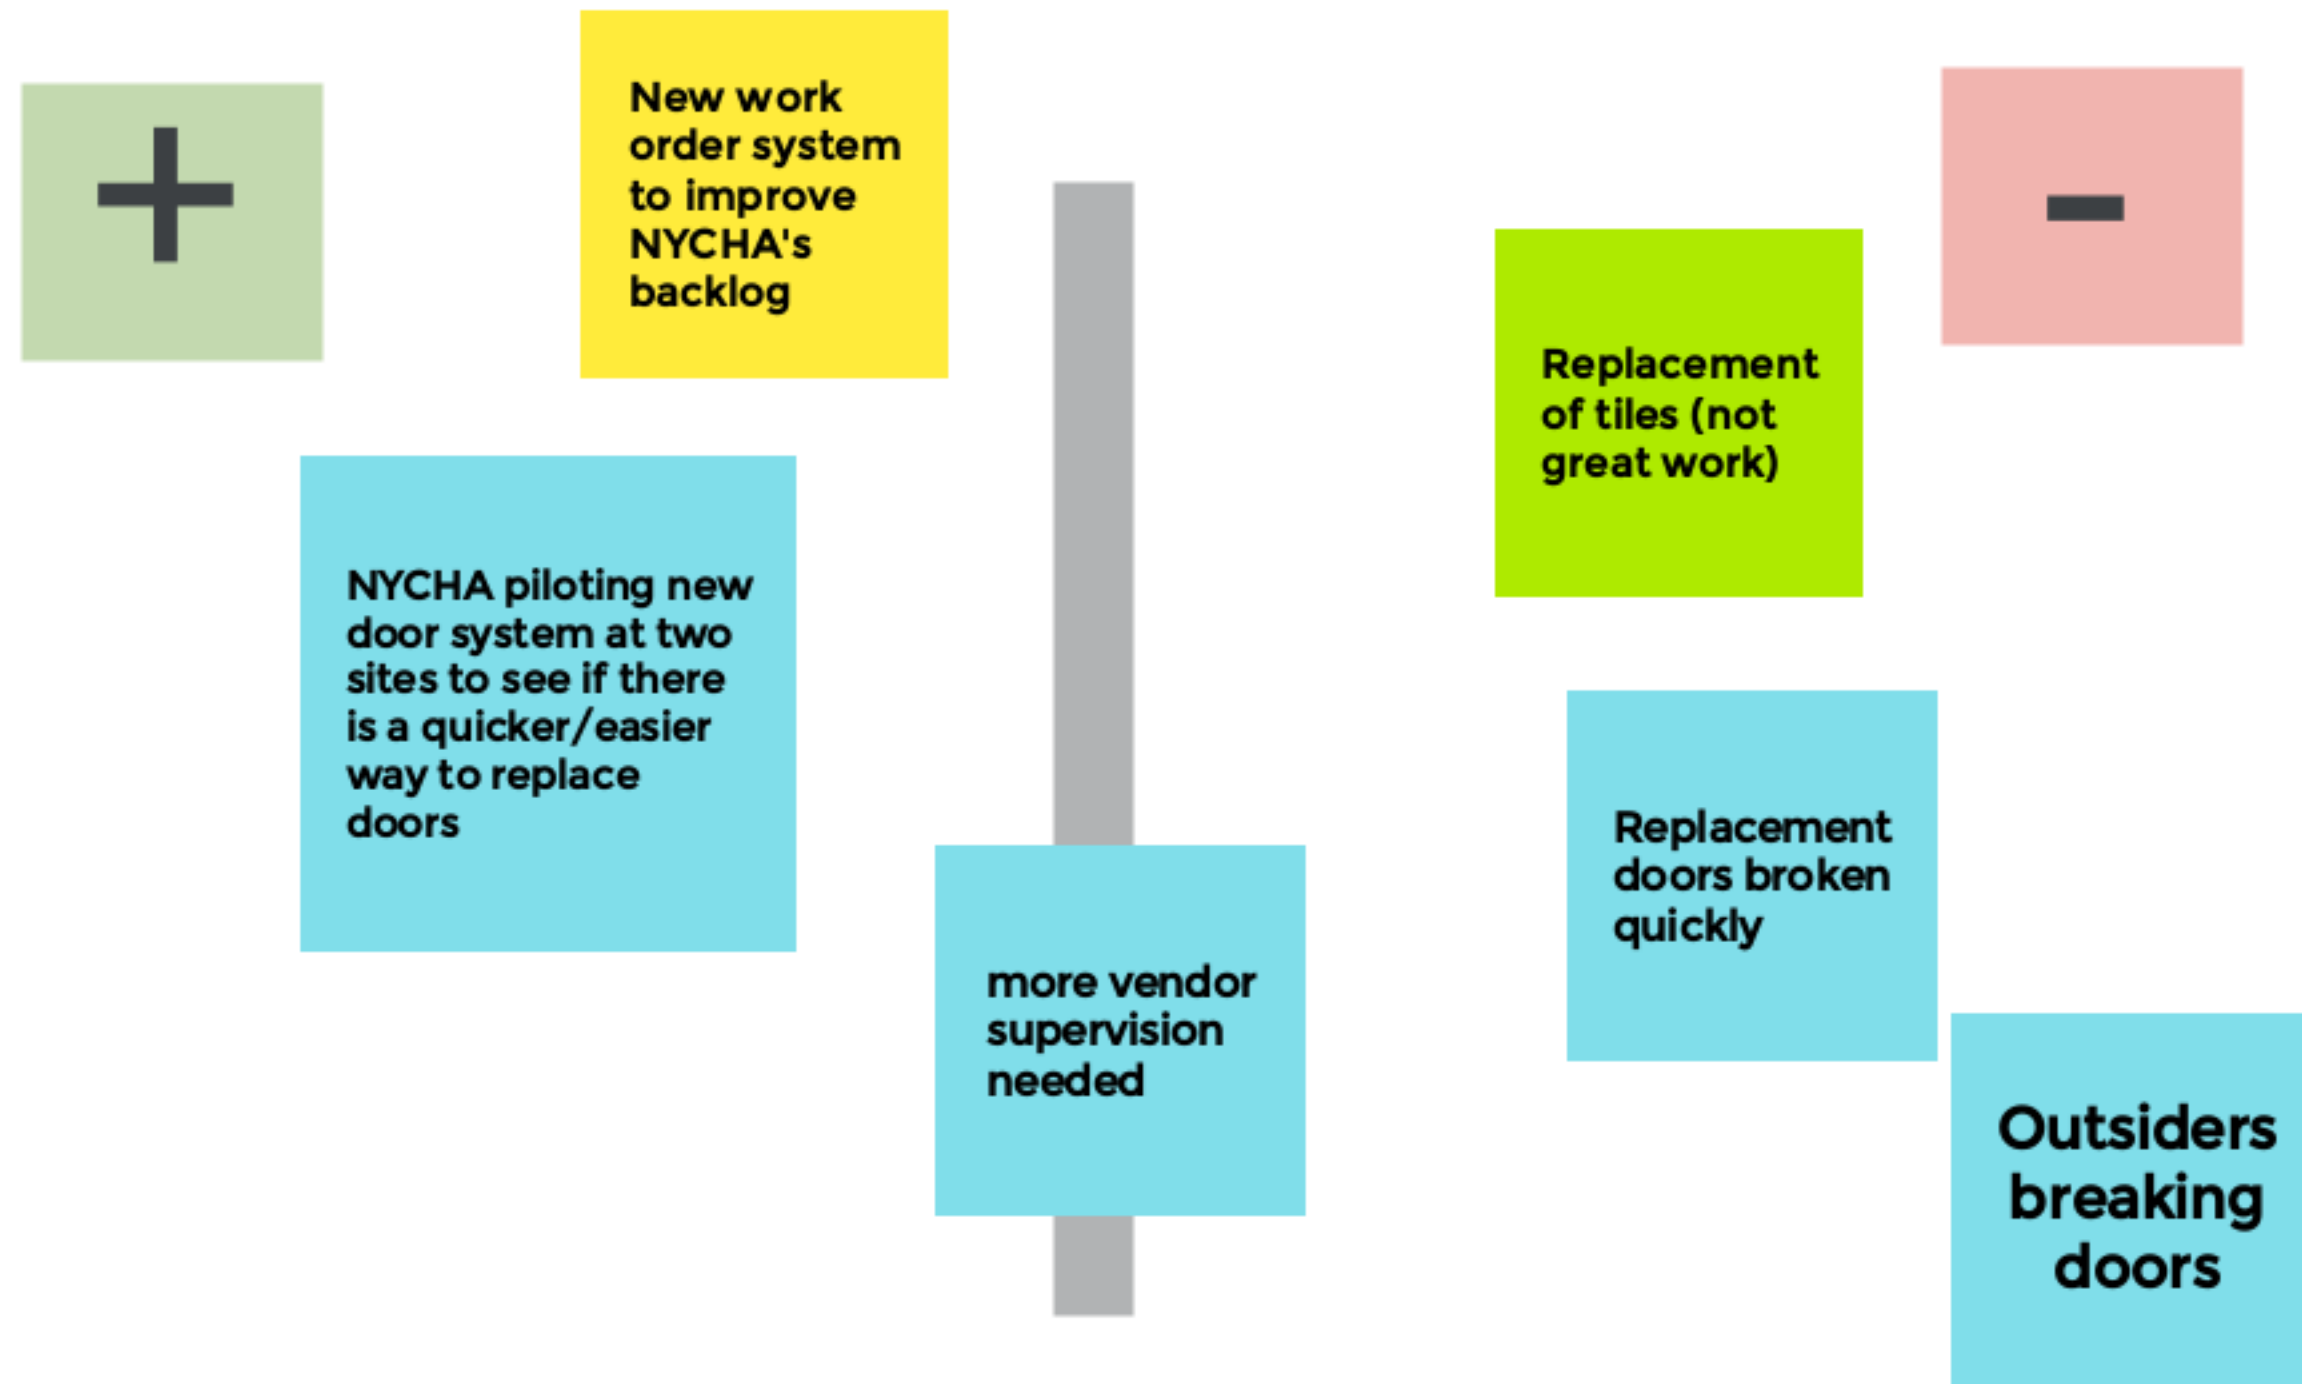 +
New work
order system
to improve
NYCHA's
backlog
-
Replacement
of tiles (not
great work)
NYCHA piloting new
door system at two
sites to see if there
is a quicker/easier
way to replace
doors
more vendor
supervision
needed
Replacement
doors broken
quickly
Outsiders
breaking
doors